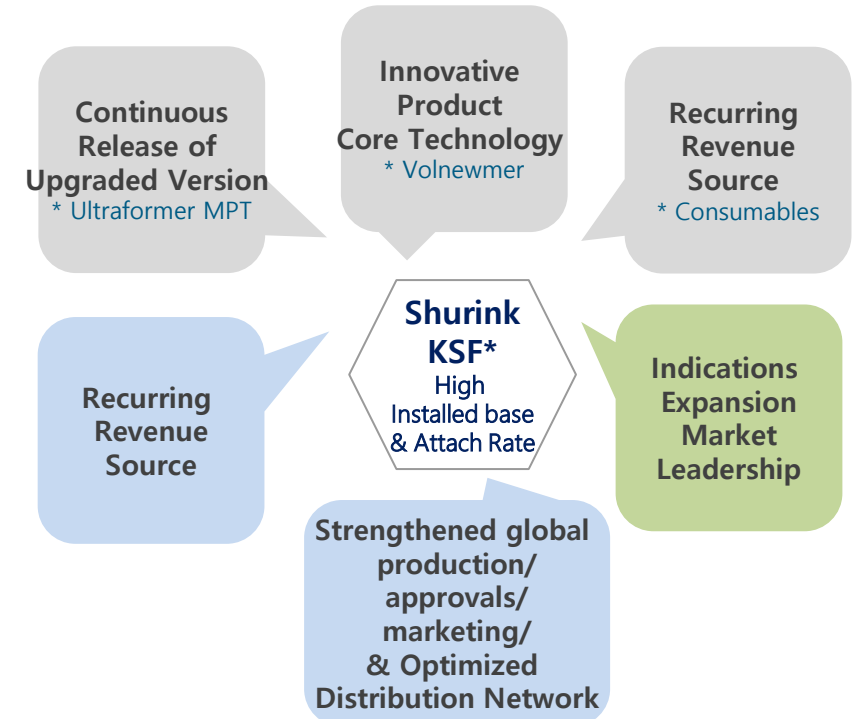 Continuous
Release of
Upgraded Version
* Ultraformer MPT
Innovative
Product
Core Technology
* Volnewmer
Recurring
Revenue
Source
* Consumables
Recurring
Revenue
Source
Shurink
KSF*
High
Installed base
& Attach Rate
Indications
Expansion
Market
Leadership
Strengthened global
production/
approvals/
marketing/
& Optimized
Distribution Network